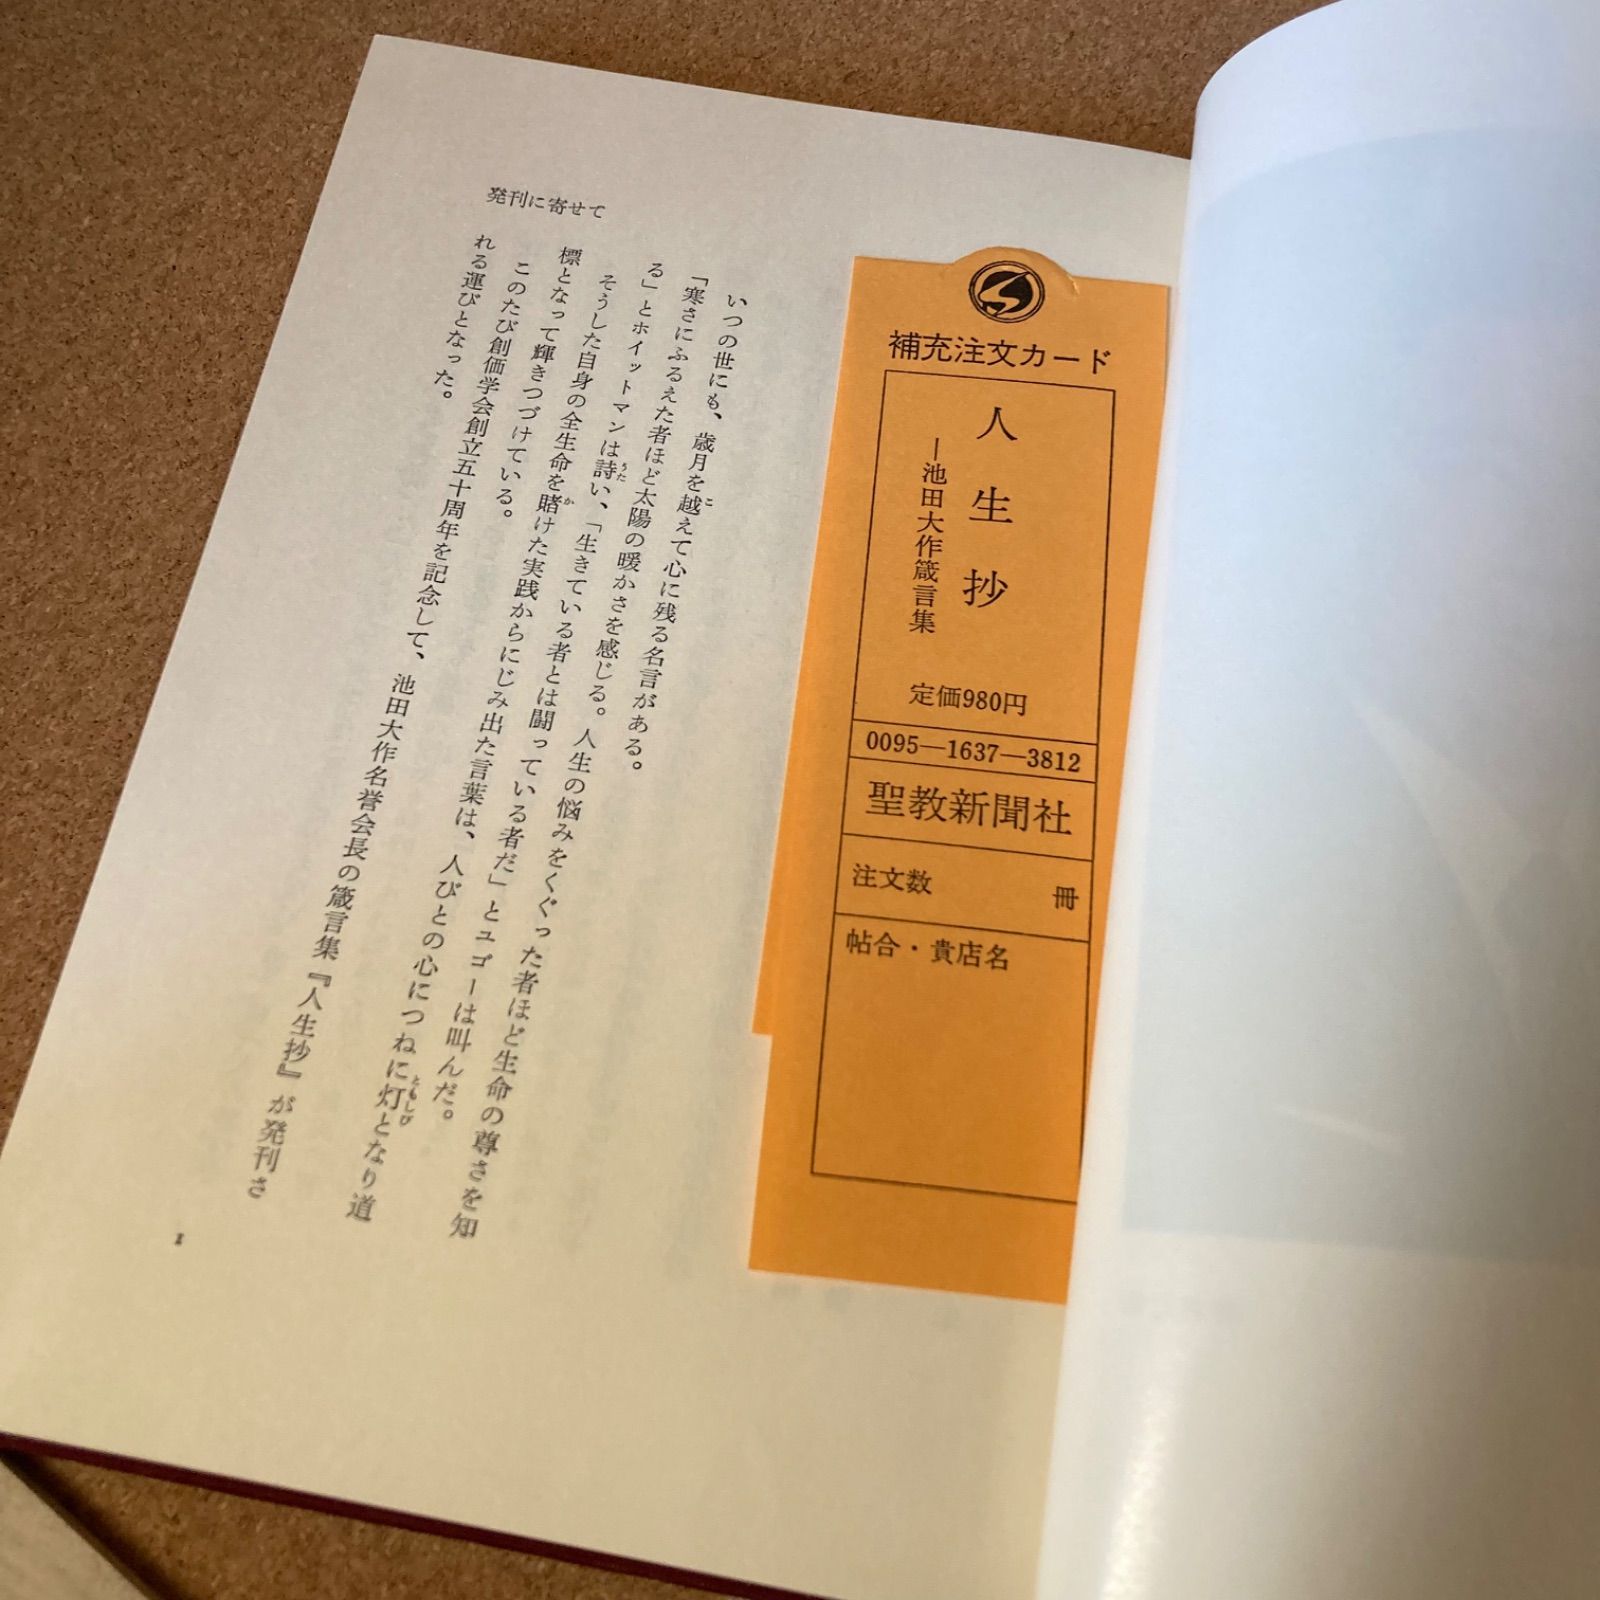 補充注文カード
人生抄
―池田大作箴言集
定価980円
0095―1637―3812
聖教新聞社
注文数 冊
帖合・貴店名
発刊に寄せて
いつの世にも、歳月を越えて心に残る名言がある。
こ
「寒さにふるえた者ほど太陽の暖かさを感じる。人生の悩みをくぐった者ほど生命の尊さを知
る」とホイットマンは詩い、「生きている者とは闘っている者だ」とユゴーは叫んだ。
うた
そうした自身の全生命を賭けた実践からにじみ出た言葉は、人びとの心につねに灯となり道
か
ともしび
標となって輝きつづけている。
このたび創価学会創立五十周年を記念して、池田大作名誉会長の箴言集『人生抄』が発刊さ
れる運びとなった。
1